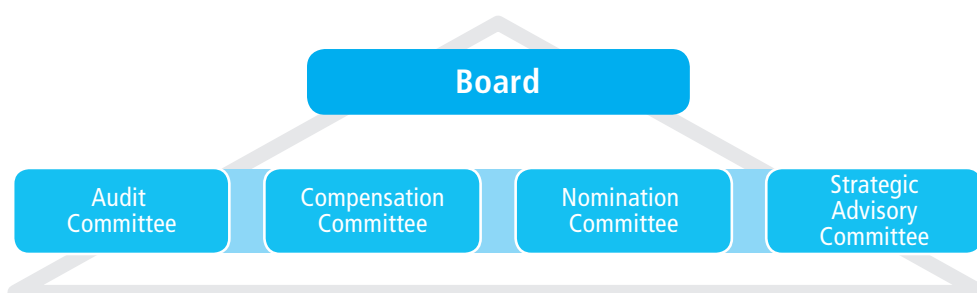 Board
Audit
Committee
Compensation
Committee
Nomination
Committee
Strategic
Advisory
Committee